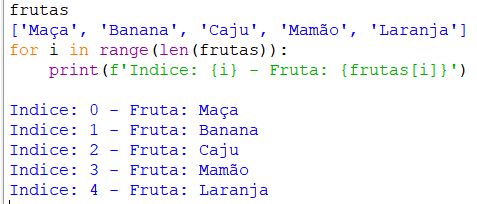 frutas
['Maça', 'Banana', 'Caju', 'Mamão', 'Laranja']
for i in range(len(frutas)):
    print(f'Indice: {i} - Fruta: {frutas[i]}')
Indice: 0 - Fruta: Maça
Indice: 1 - Fruta: Banana
Indice: 2 - Fruta: Caju
Indice: 3 - Fruta: Mamão
Indice: 4 - Fruta: Laranja